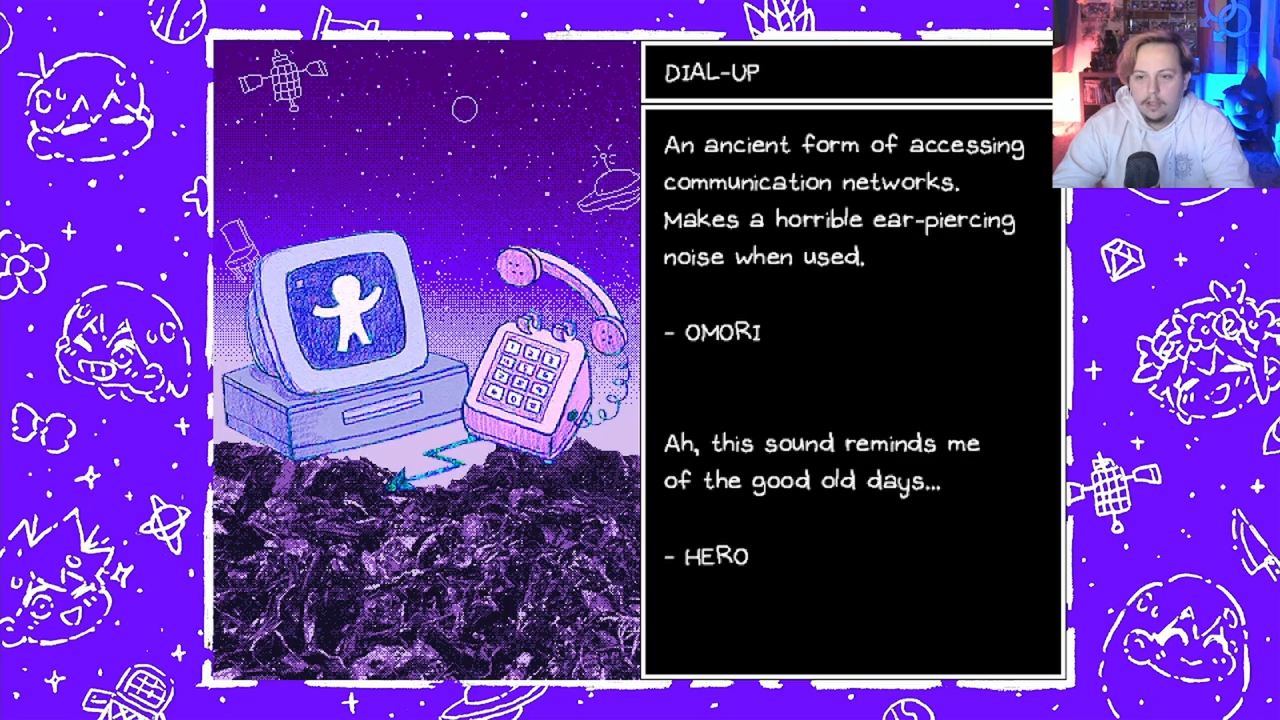 DIAL-UP
An ancient form of accessing
communication networks.
Makes a horrible ear-piercing
noise when used.
- OMORI
Ah, this sound reminds me
of the good old days...
- HERO